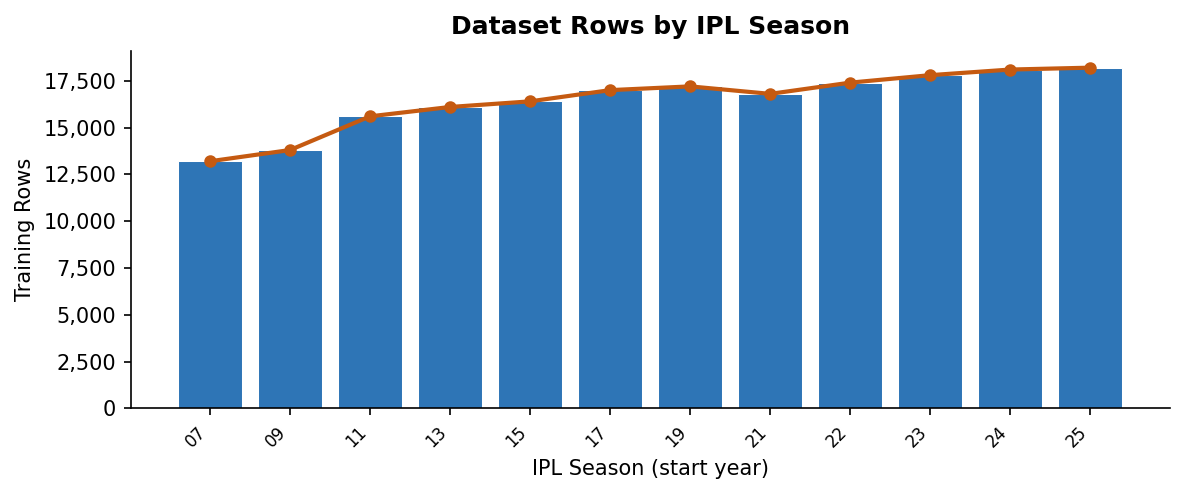 Dataset Rows by IPL Season
Training Rows
17,500
15,000
12,500
10,000
7,500
5,000
2,500
0
07 09 11 13 15 17 19 21 22 23 24 25
IPL Season (start year)